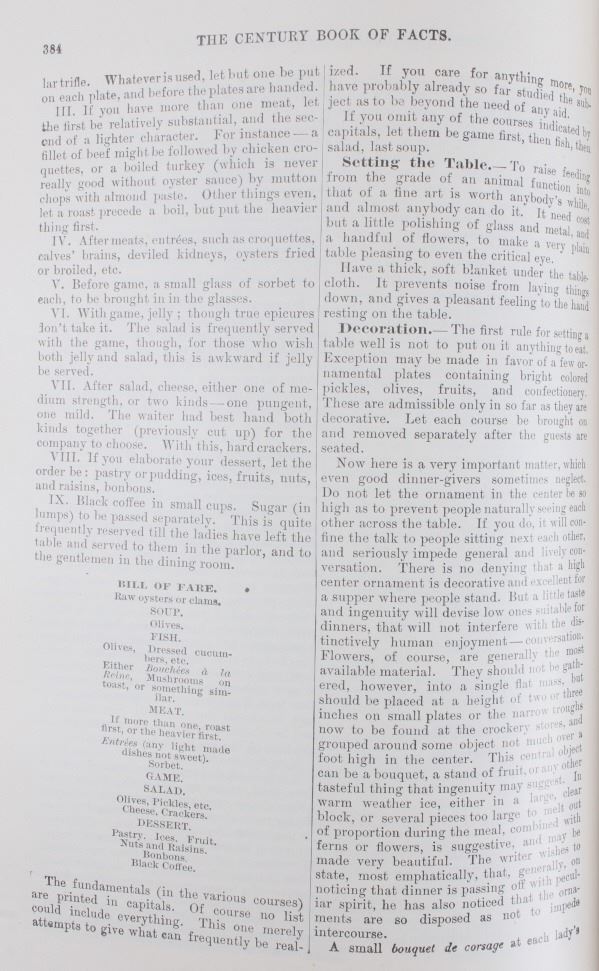 384
THE CENTURY BOOK OF FACTS.
lar trifle. Whatever is used, let but one be put
on each plate, and before the plates are handed.
III. If you have more than one meat, let
the first be relatively substantial, and the sec-
ond of a lighter character. For instance — a
fillet of beef might be followed by chicken cro-
quettes, or a boiled turkey (which is never
really good without oyster sauce) by mutton
chops with almond paste. Other things even,
let a roast precede a boil, but put the heavier
thing first.
IV. After meats, entrées, such as croquettes,
calves' brains, deviled kidneys, oysters fried
or broiled, etc.
V. Before game, a small glass of sorbet to
each, to be brought in in the glasses.
VI. With game, jelly; though true epicures
don't take it. The salad is frequently served
with the game, though, for those who wish
both jelly and salad, this is awkward if jelly
be served.
VII. After salad, cheese, either one of me-
dium strength, or two kinds — one pungent,
one mild. The waiter had best hand both
kinds together (previously cut up) for the
company to choose. With this, hard crackers.
VIII. If you elaborate your dessert, let the
order be: pastry or pudding, ices, fruits, nuts,
and raisins, bonbons.
IX. Black coffee in small cups. Sugar (in
lumps) to be passed separately. This is quite
frequently reserved till the ladies have left the
table and served to them in the parlor, and to
the gentlemen in the dining room.
BILL OF FARE.
Raw oysters or clams.
SOUP.
Olives.
FISH.
Olives, Dressed cucum-
bers, etc.
Either Bouchées à la
Reine, Mushrooms on
toast, or something sim-
ilar.
MEAT.
If more than one, roast
first, or the heavier first.
Entrées (any light made
dishes not sweet).
Sorbet.
GAME.
SALAD.
Olives, Pickles, etc.
Cheese, Crackers.
DESSERT.
Pastry, Ices, Fruit,
Nuts and Raisins.
Bonbons.
Black Coffee.
The fundamentals (in the various courses)
are printed in capitals. Of course no list
could include everything. This one merely
attempts to give what can frequently be real-
ized. If you care for anything more, you
have probably already so far studied the sub-
ject as to be beyond the need of any aid.
If you omit any of the courses indicated by
capitals, let them be game first, then fish, then
salad, last soup.
Setting the Table.— To raise feeding
from the grade of an animal function into
that of a fine art is worth anybody's while,
and almost anybody can do it. It need cost
but a little polishing of glass and metal, and
a handful of flowers, to make a very plain
table pleasing to even the critical eye.
Have a thick, soft blanket under the table-
cloth. It prevents noise from laying things
down, and gives a pleasant feeling to the hand
resting on the table.
Decoration.— The first rule for setting a
table well is not to put on it anything to eat.
Exception may be made in favor of a few or-
namental plates containing bright colored
pickles, olives, fruits, and confectionery.
These are admissible only in so far as they are
decorative. Let each course be brought on
and removed separately after the guests are
seated.
Now here is a very important matter, which
even good dinner-givers sometimes neglect.
Do not let the ornament in the center be so
high as to prevent people naturally seeing each
other across the table. If you do, it will con-
fine the talk to people sitting next each other,
and seriously impede general and lively con-
versation. There is no denying that a high
center ornament is decorative and excellent for
a supper where people stand. But a little taste
and ingenuity will devise low ones suitable for
dinners, that will not interfere with the dis-
tinctively human enjoyment — conversation.
Flowers, of course, are generally the most
available material. They should not be gath-
ered, however, into a single flat mass, but
should be placed at a height of two or three
inches on small plates or the narrow troughs
now to be found at the crockery stores, and
grouped around some object not much over a
foot high in the center. This central object
can be a bouquet, a stand of fruit, or any other
tasteful thing that ingenuity may suggest. In
warm weather ice, either in a large, clear
block, or several pieces too large to melt out
of proportion during the meal, combined with
ferns or flowers, is suggestive, and may be
made very beautiful. The writer wishes to
state, most emphatically, that, generally, on
noticing that dinner is passing off with pecul-
iar spirit, he has also noticed that the orna-
ments are so disposed as not to impede
intercourse.
A small bouquet de corsage at each lady's